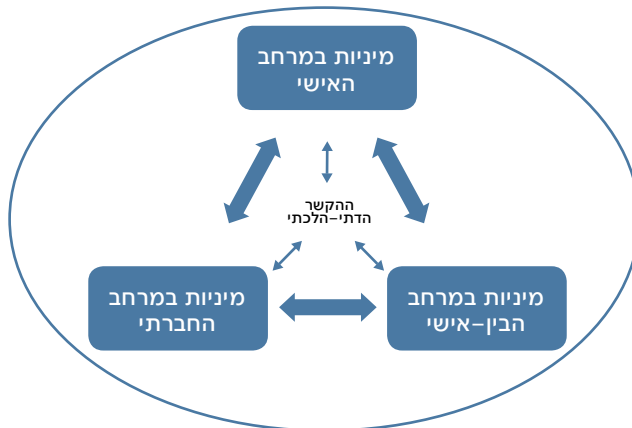 מיניות במרחב
האישי
ההקשר
הדתי-הלכתי
מיניות במרחב
הבין-אישי
מיניות במרחב
החברתי